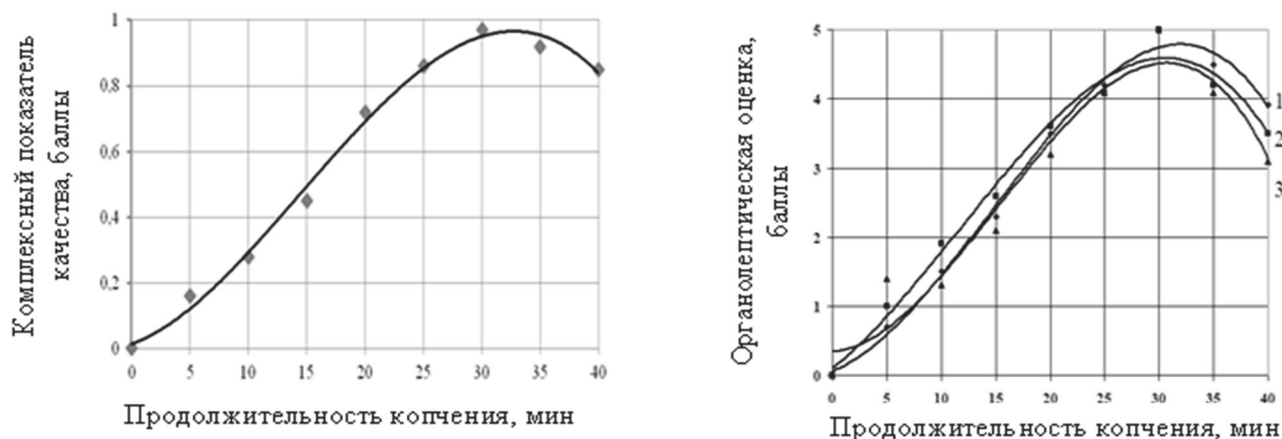 Комплексный показатель
качества, баллы
1
0.8
0.6
0.4
0.2
0
0 5 10 15 20 25 30 35 40
Продолжительность копчения, мин
Органолептическая оценка,
баллы
5
4
3
2
1
0
1
2
3
0 5 10 15 20 25 30 35 40
Продолжительность копчения, мин